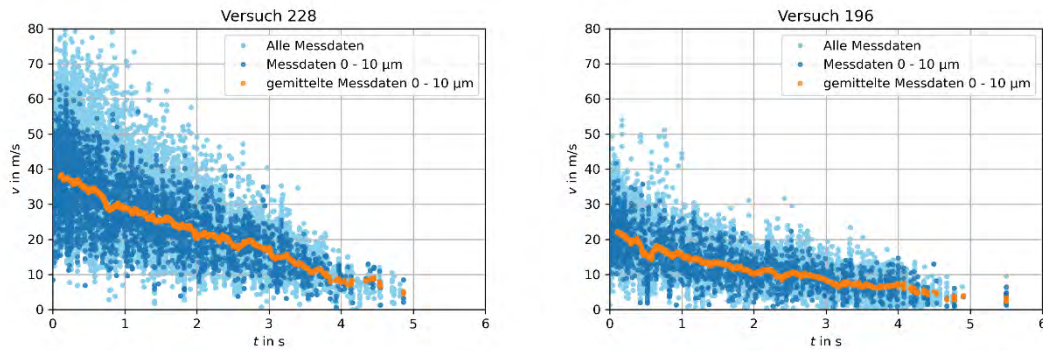 Versuch 228
80
70
60
50
40
30
20
10
0
v in m/s
Alle Messdaten
Messdaten 0 - 10 µm
gemittelte Messdaten 0 - 10 µm
0 1 2 3 4 5 6
t in s
Versuch 196
80
70
60
50
40
30
20
10
0
v in m/s
Alle Messdaten
Messdaten 0 - 10 µm
gemittelte Messdaten 0 - 10 µm
0 1 2 3 4 5 6
t in s